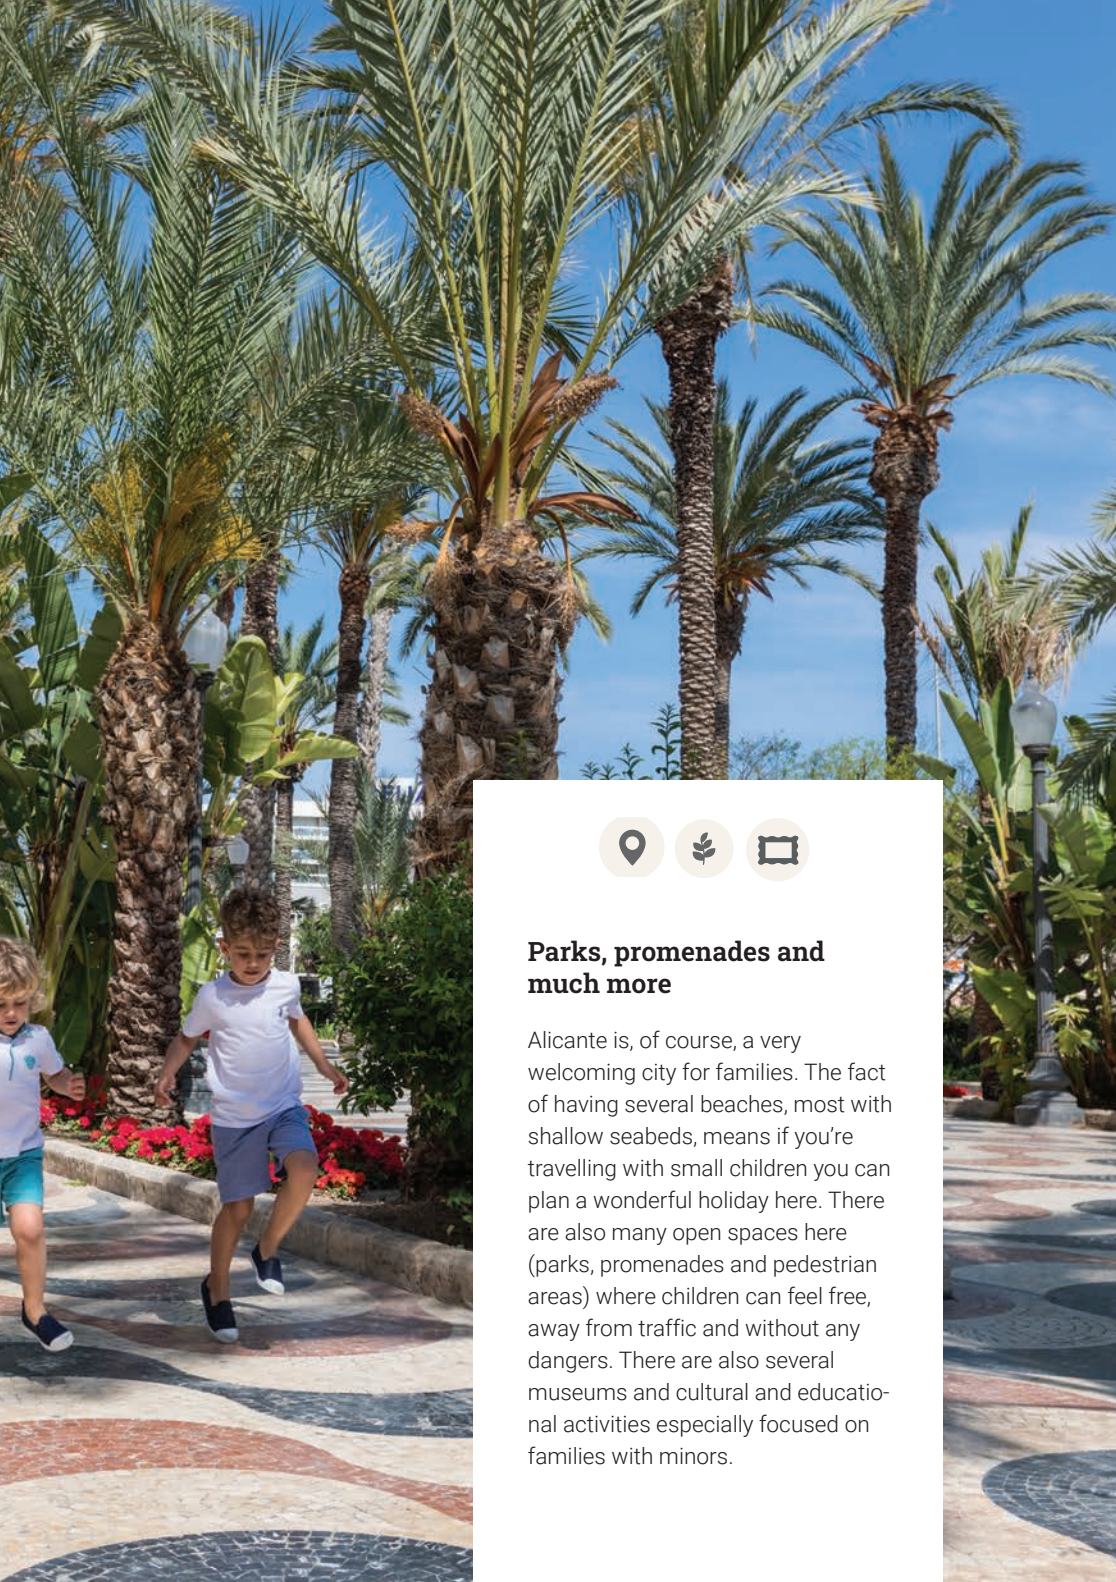 Parks, promenades and
much more
Alicante is, of course, a very
welcoming city for families. The fact
of having several beaches, most with
shallow seabeds, means if you’re
travelling with small children you can
plan a wonderful holiday here. There
are also many open spaces here
(parks, promenades and pedestrian
areas) where children can feel free,
away from traffic and without any
dangers. There are also several
museums and cultural and educatio-
nal activities especially focused on
families with minors.